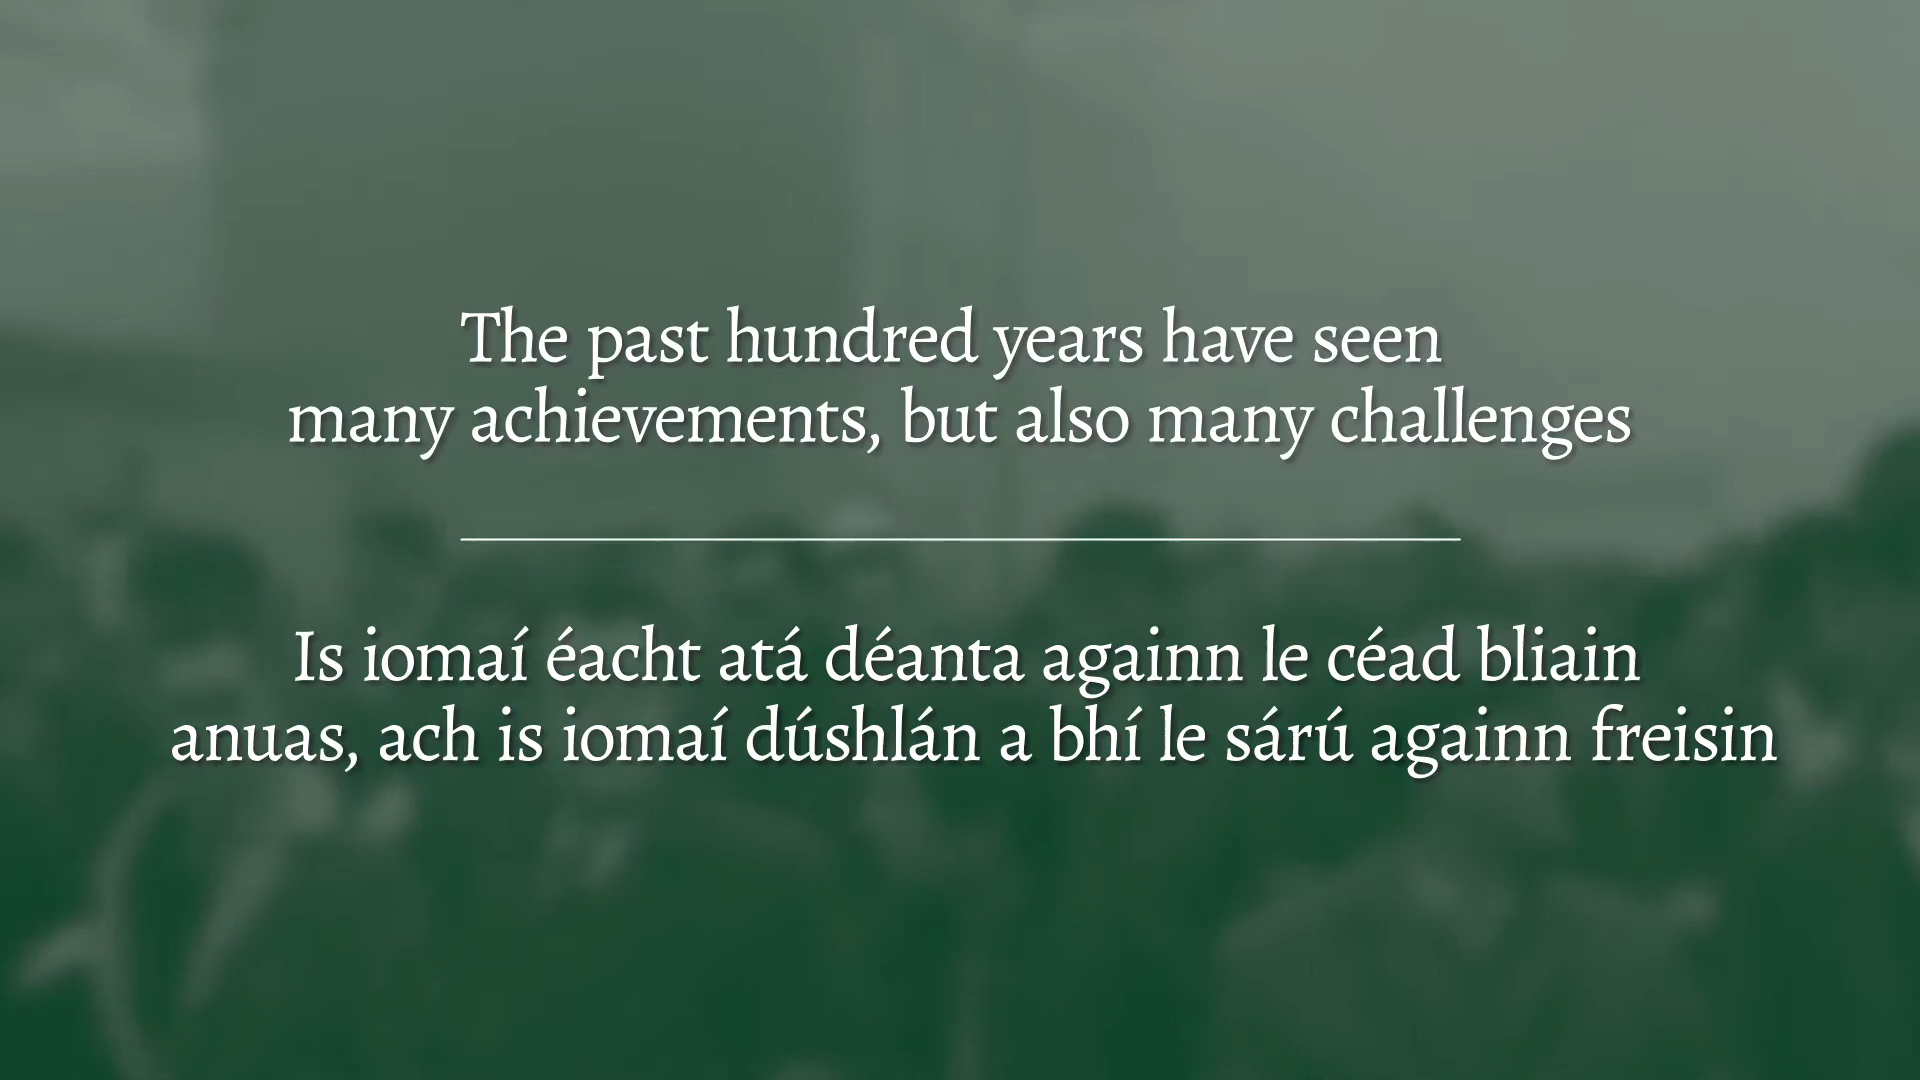 The past hundred years have seen
many achievements, but also many challenges
Is iomaí éacht atá déanta againn le céad bliain
anuas, ach is iomaí dúshlán a bhí le sárú againn freisin